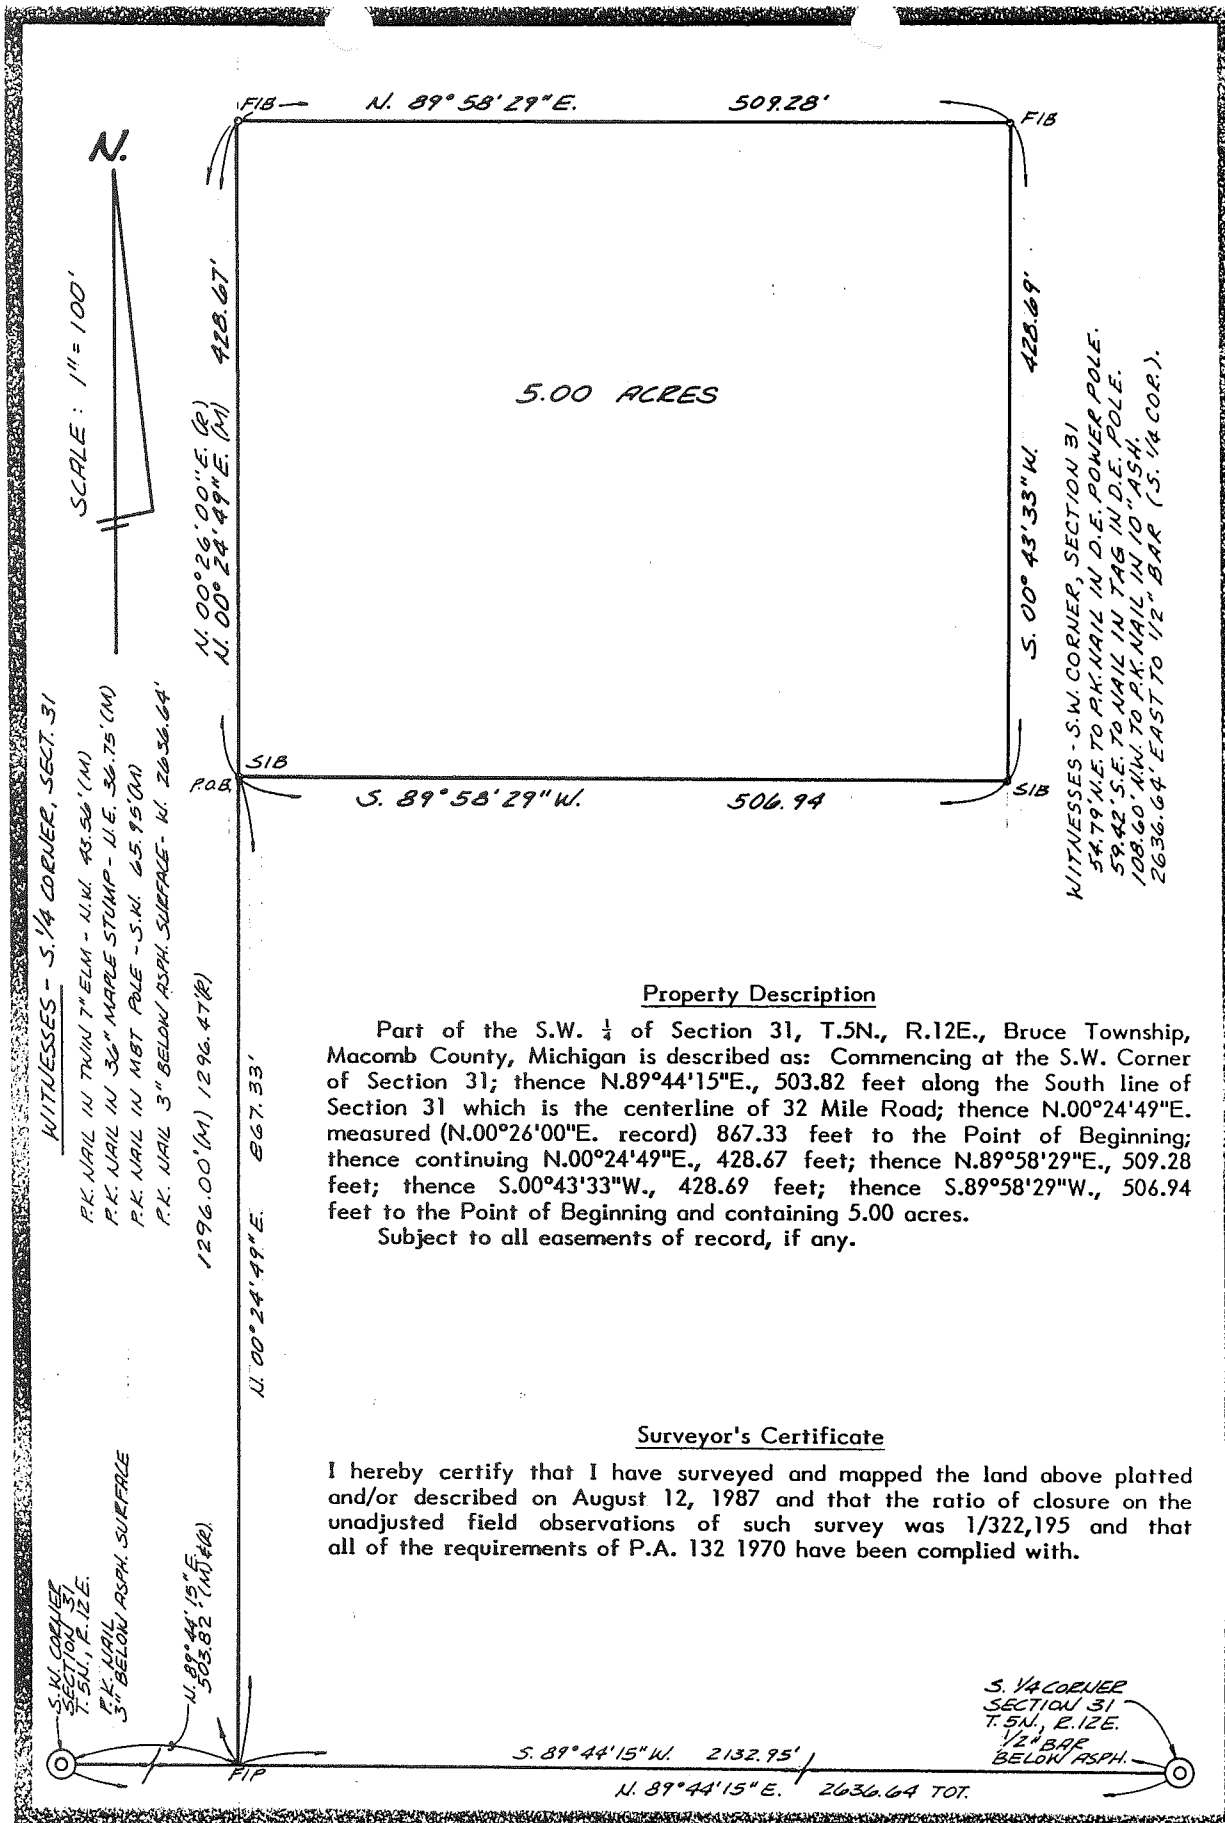 FIB
N. 89° 58' 29" E. 509.28'
FIB
N.
SCALE : 1" = 100'
N. 00° 26' 00" E. (R)
N. 00° 24' 49" E. (M) 428.67'
5.00 ACRES
S. 00° 43' 33" W. 428.69'
WITNESSES - S.W. CORNER, SECTION 31
54.79' N.E. TO P.K. NAIL IN D.E. POWER POLE.
59.42' S.E. TO NAIL IN TAG IN D.E. POLE.
108.60' N.W. TO P.K. NAIL IN 10" ASH.
2636.64' EAST TO 1/2" BAR (S. 1/4 COR.).
SIB
P.O.B.
S. 89° 58' 29" W. 506.94
SIB
WITNESSES - S. 1/4 CORNER, SECT. 31
P.K. NAIL IN TWIN 7" ELM - N.W. 43.56' (M)
P.K. NAIL IN 36" MAPLE STUMP - N.E. 36.75' (M)
P.K. NAIL IN MBT POLE - S.W. 65.95' (M)
P.K. NAIL 3" BELOW ASPH. SURFACE - W. 2636.64'
1296.00' (M) 1296.47' (R)
N. 00° 24' 49" E. 867.33'
Property Description
Part of the S.W. ¼ of Section 31, T.5N., R.12E., Bruce Township,
Macomb County, Michigan is described as: Commencing at the S.W. Corner
of Section 31; thence N.89°44'15"E., 503.82 feet along the South line of
Section 31 which is the centerline of 32 Mile Road; thence N.00°24'49"E.
measured (N.00°26'00"E. record) 867.33 feet to the Point of Beginning;
thence continuing N.00°24'49"E., 428.67 feet; thence N.89°58'29"E., 509.28
feet; thence S.00°43'33"W., 428.69 feet; thence S.89°58'29"W., 506.94
feet to the Point of Beginning and containing 5.00 acres.
Subject to all easements of record, if any.
Surveyor's Certificate
I hereby certify that I have surveyed and mapped the land above platted
and/or described on August 12, 1987 and that the ratio of closure on the
unadjusted field observations of such survey was 1/322,195 and that
all of the requirements of P.A. 132 1970 have been complied with.
S.W. CORNER
SECTION 31
T. 5N., R. 12E.
P.K. NAIL
3" BELOW ASPH. SURFACE
N. 89° 44' 15" E.
503.82' (M&R)
FIP
S. 89° 44' 15" W. 2132.95'
N. 89° 44' 15" E. 2636.64 TOT.
S. 1/4 CORNER
SECTION 31
T. 5N., R. 12E.
1/2" BAR
BELOW ASPH.